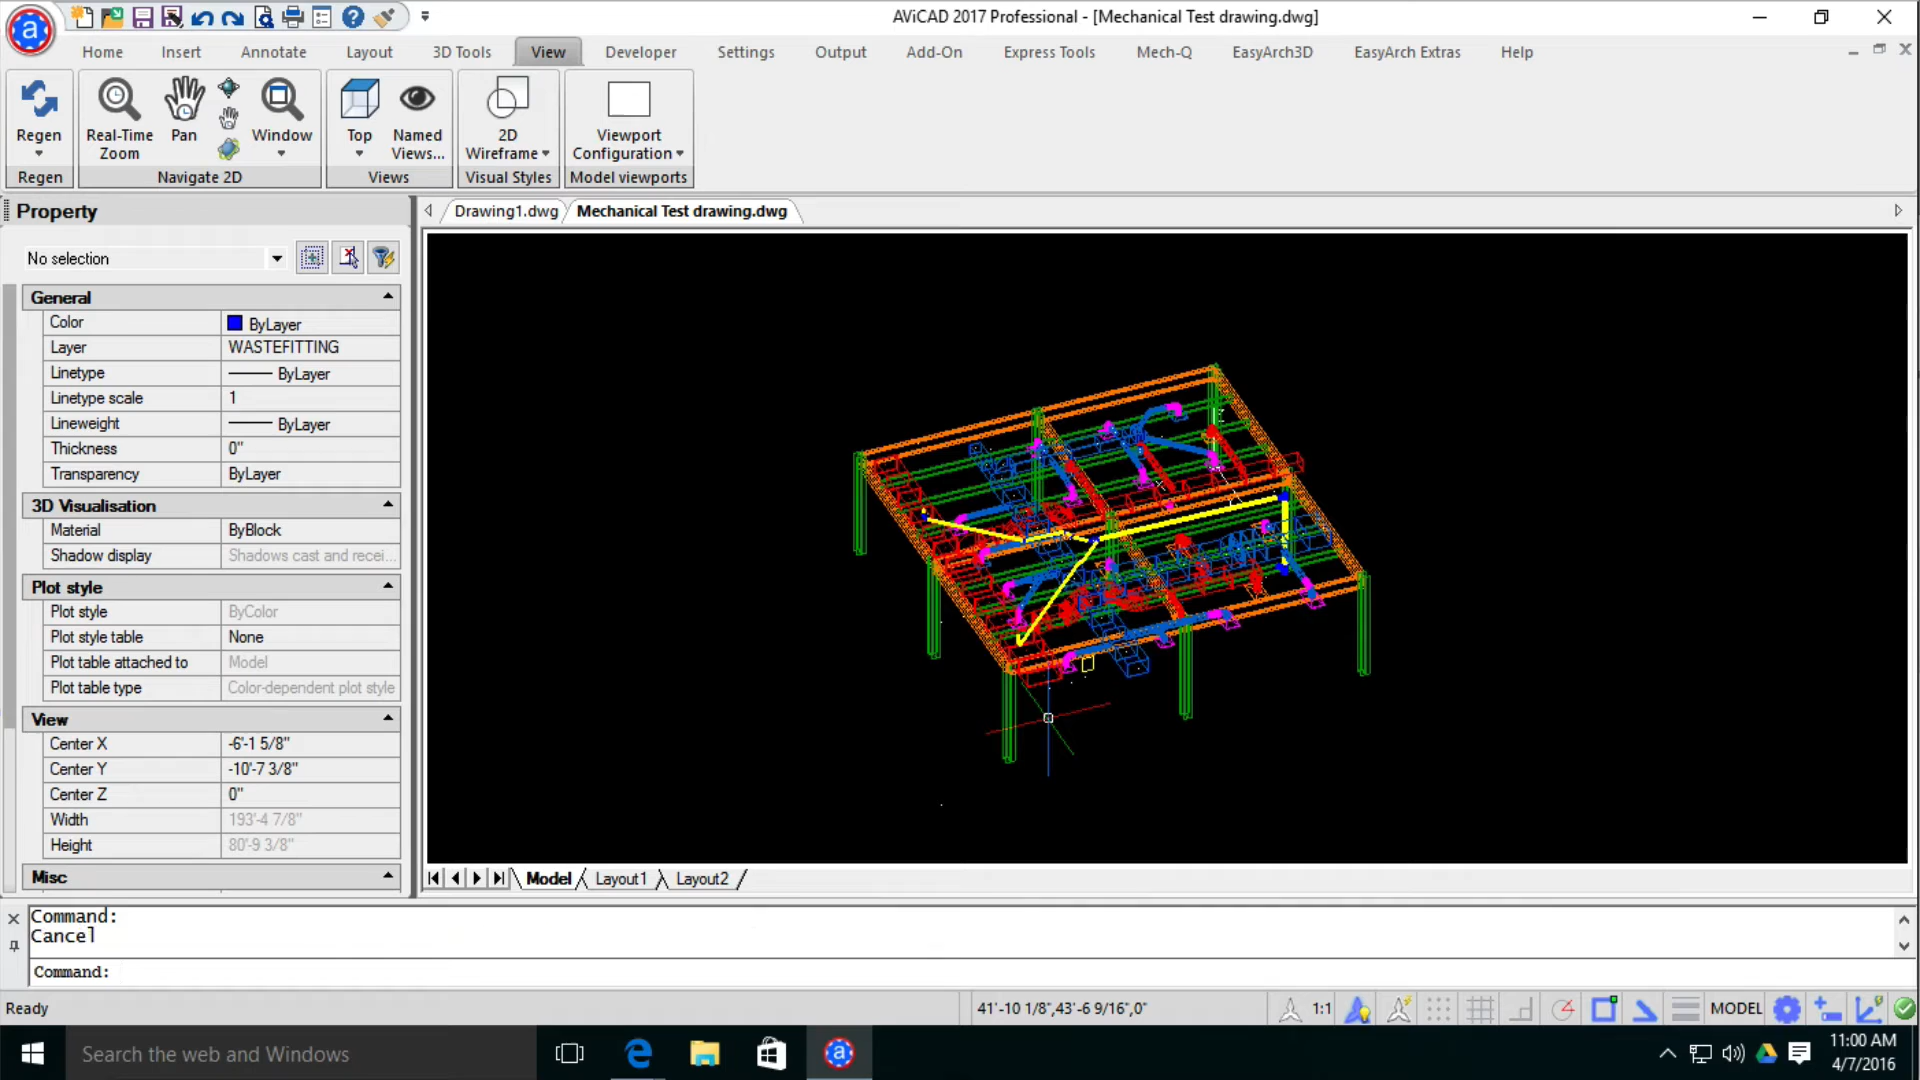 AViCAD 2017 Professional - [Mechanical Test drawing.dwg]
Home Insert Annotate Layout 3D Tools View Developer Settings Output Add-On Express Tools Mech-Q EasyArch3D EasyArch Extras Help
Regen
Real-Time Zoom
Pan
Window
Top
Named Views...
2D Wireframe
Viewport Configuration
Regen
Navigate 2D
Views
Visual Styles
Model viewports
Property
Drawing1.dwg
Mechanical Test drawing.dwg
No selection
General
Color ByLayer
Layer WASTEFITTING
Linetype ByLayer
Linetype scale 1
Lineweight ByLayer
Thickness 0"
Transparency ByLayer
3D Visualisation
Material ByBlock
Shadow display Shadows cast and recei...
Plot style
Plot style ByColor
Plot style table None
Plot table attached to Model
Plot table type Color-dependent plot style
View
Center X -6'-1 5/8"
Center Y -10'-7 3/8"
Center Z 0"
Width 193'-4 7/8"
Height 80'-9 3/8"
Misc
Model Layout1 Layout2
Command:
Cancel
Command:
Ready
41'-10 1/8",43'-6 9/16",0"
1:1
MODEL
Search the web and Windows
11:00 AM
4/7/2016